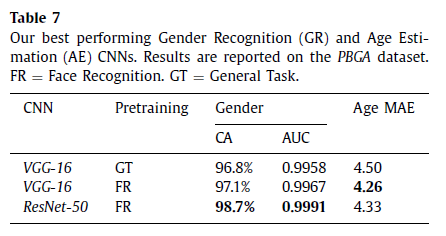 Table 7
Our best performing Gender Recognition (GR) and Age Esti-
mation (AE) CNNs. Results are reported on the PBGA dataset.
FR = Face Recognition. GT = General Task.
CNN Pretraining Gender Age MAE
CA AUC
VGG-16 GT 96.8% 0.9958 4.50
VGG-16 FR 97.1% 0.9967 4.26
ResNet-50 FR 98.7% 0.9991 4.33